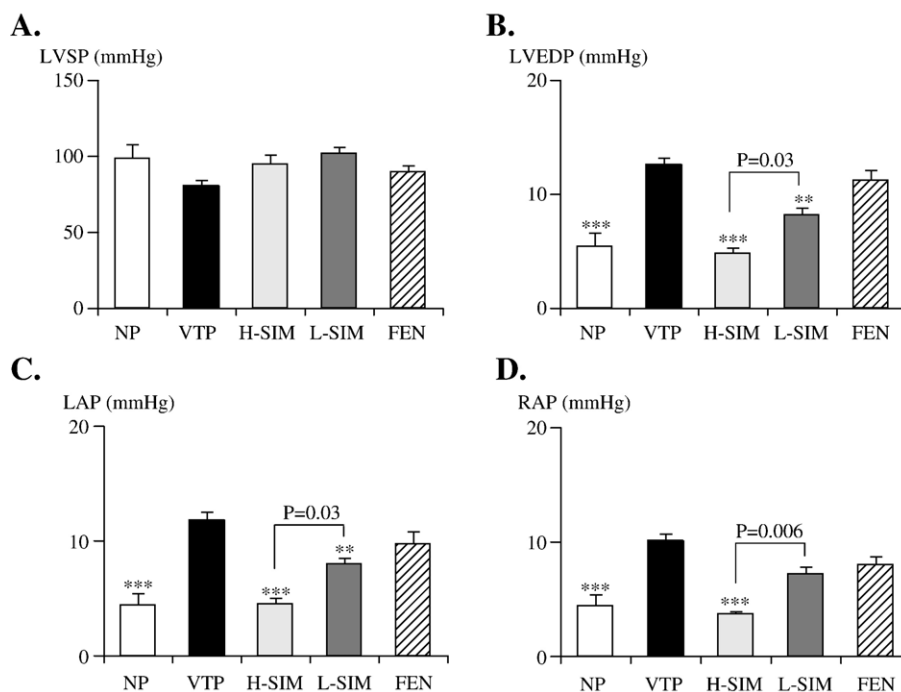 A.
LVSP (mmHg)
150
100
50
0
NP VTP H-SIM L-SIM FEN
B.
LVEDP (mmHg)
20
10
0
P=0.03
***
***
**
NP VTP H-SIM L-SIM FEN
C.
LAP (mmHg)
20
10
0
P=0.03
***
***
**
NP VTP H-SIM L-SIM FEN
D.
RAP (mmHg)
20
10
0
P=0.006
***
***
NP VTP H-SIM L-SIM FEN